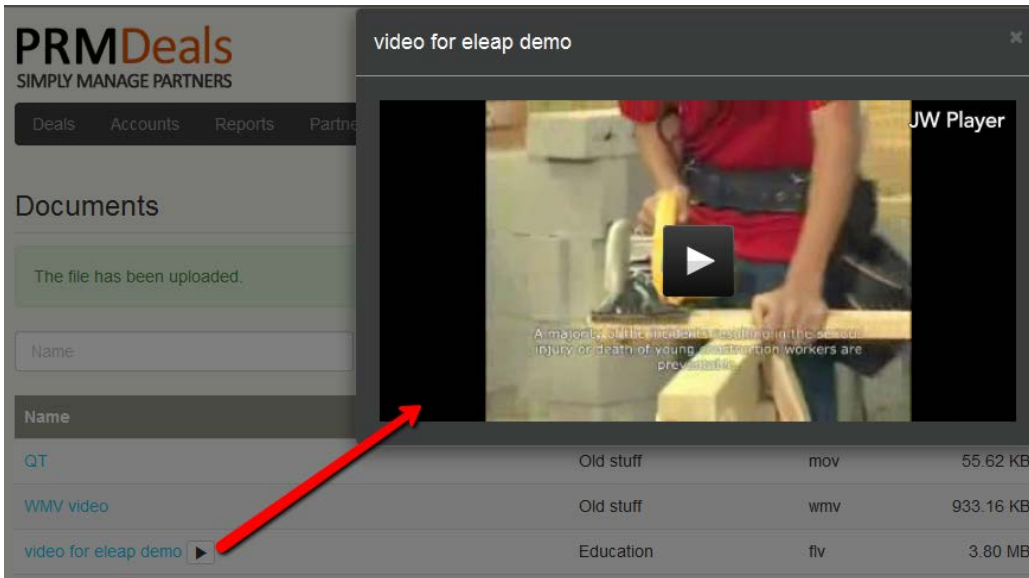 PRMDeals
SIMPLY MANAGE PARTNERS
video for eleap demo
×
Deals Accounts Reports Partne
JW Player
Documents
The file has been uploaded.
Name
A majority of the incidents resulting in the serious
injury or death of young construction workers are
preventable.
Name
QT Old stuff mov 55.62 KB
WMV video Old stuff wmv 933.16 KB
video for eleap demo Education flv 3.80 MB